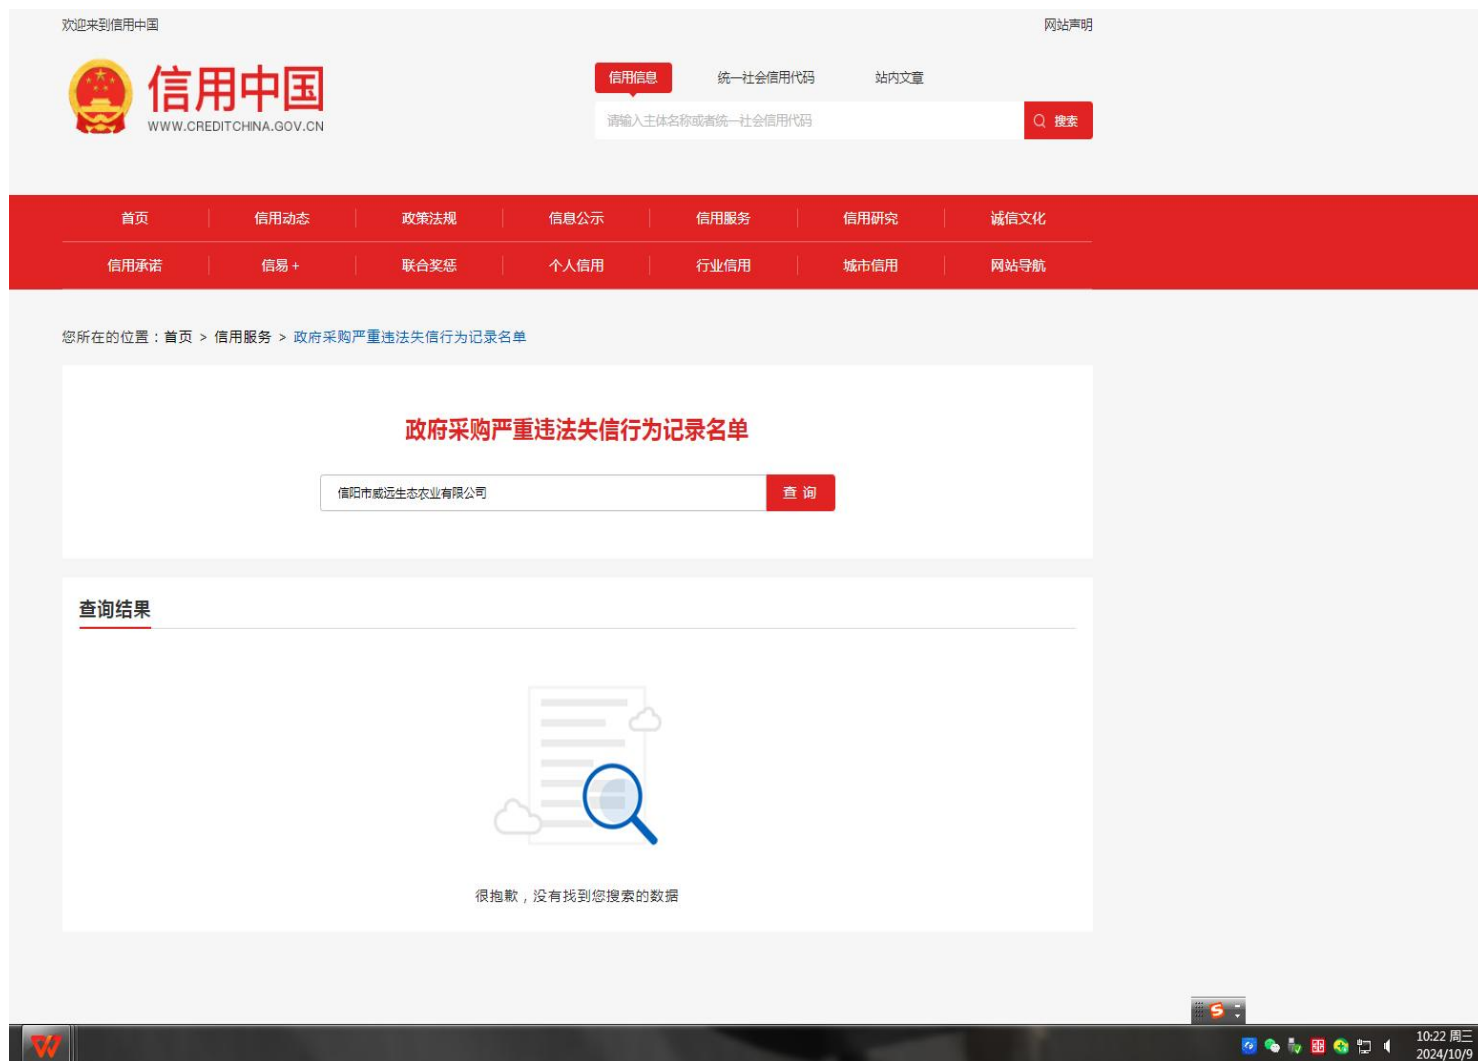 欢迎来到信用中国
网站声明
信用中国
WWW.CREDITCHINA.GOV.CN
信用信息 统一社会信用代码 站内文章
请输入主体名称或者统一社会信用代码
搜索
首页 信用动态 政策法规 信息公示 信用服务 信用研究 诚信文化
信用承诺 信易+ 联合奖惩 个人信用 行业信用 城市信用 网站导航
您所在的位置：首页 > 信用服务 > 政府采购严重违法失信行为记录名单
政府采购严重违法失信行为记录名单
信阳市威远生态农业有限公司
查询
查询结果
很抱歉，没有找到您搜索的数据
10:22 周三
2024/10/9